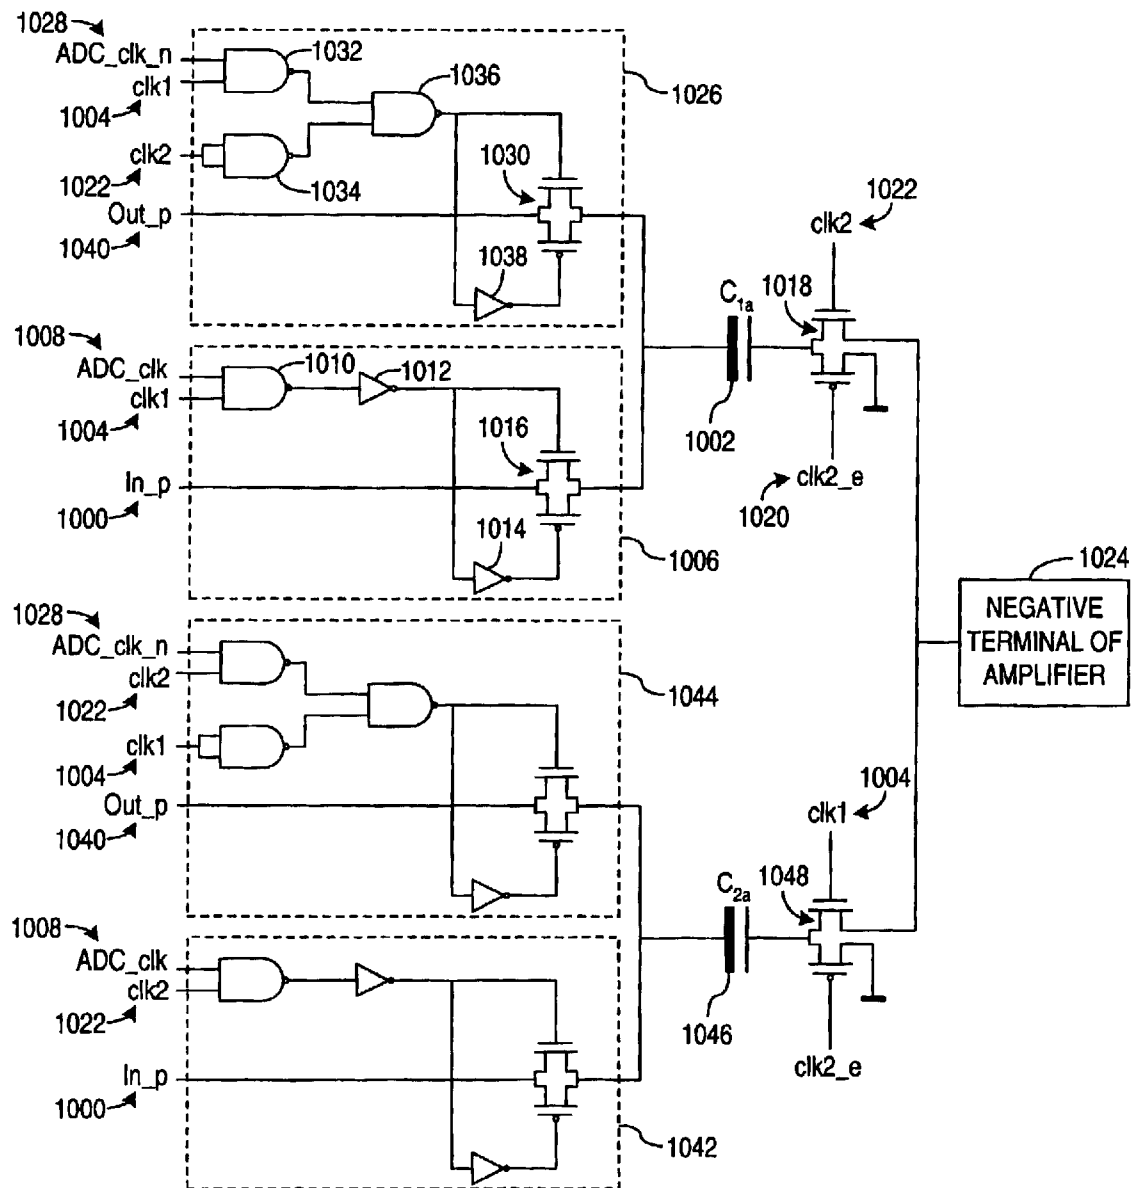 1028
ADC_clk_n
clk1
1004
clk2
1022
Out_p
1040
1032
1034
1036
1030
1038
1026
1008
ADC_clk
clk1
1004
In_p
1000
1010
1012
1016
1014
1006
C1a
1002
1018
clk2
1022
clk2_e
1020
1024
NEGATIVE
TERMINAL OF
AMPLIFIER
1028
ADC_clk_n
clk2
1022
clk1
1004
Out_p
1040
1044
1008
ADC_clk
clk2
1022
In_p
1000
1042
C2a
1046
1048
clk1
1004
clk2_e